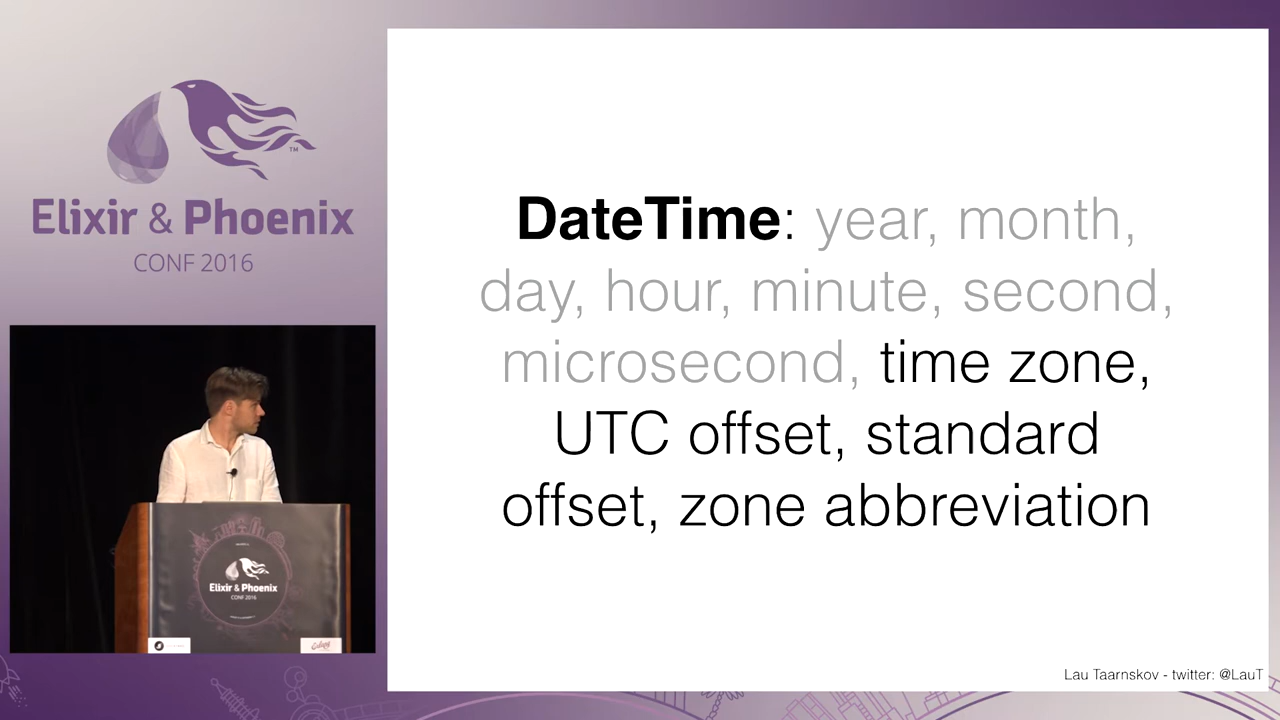 Elixir & Phoenix
TM
CONF 2016
DateTime: year, month,
day, hour, minute, second,
microsecond, time zone,
UTC offset, standard
offset, zone abbreviation
Elixir & Phoenix
CONF 2016
Lau Taarnskov - twitter: @LauT